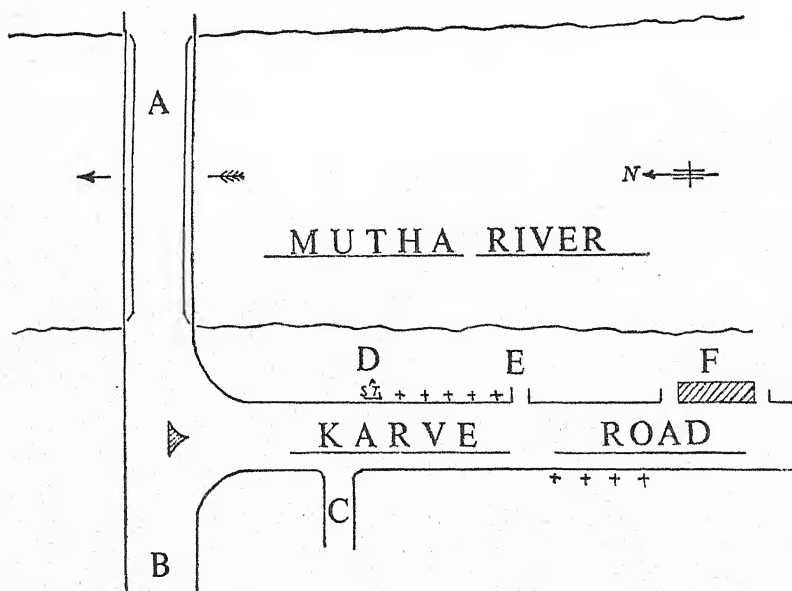 A
N
MUTHA RIVER
D E F
S.T.
KARVE ROAD
C
B